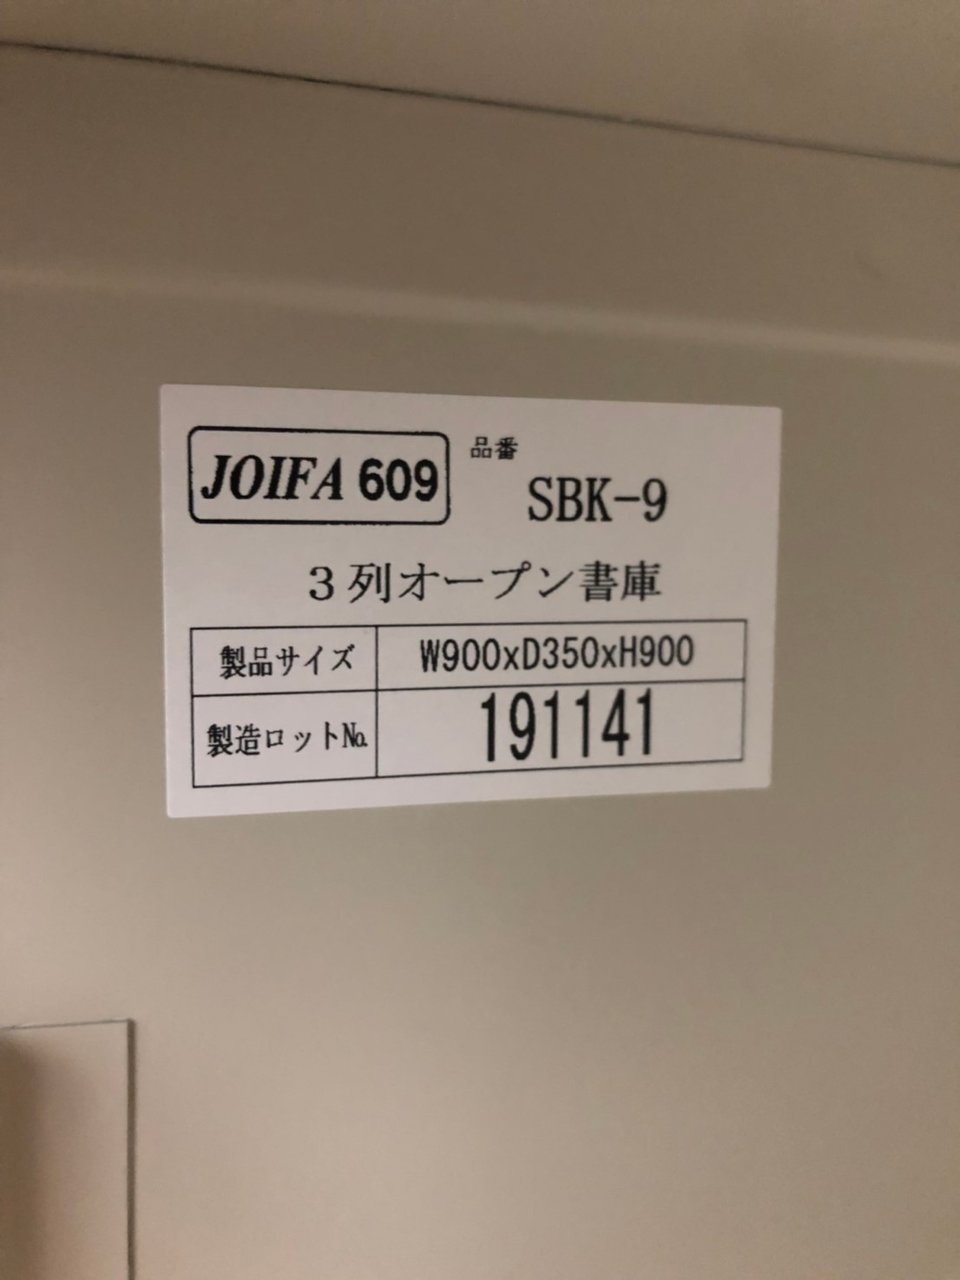 JOIFA 609
品番
SBK-9
3列オープン書庫
製品サイズ W900xD350xH900
製造ロット№ 191141